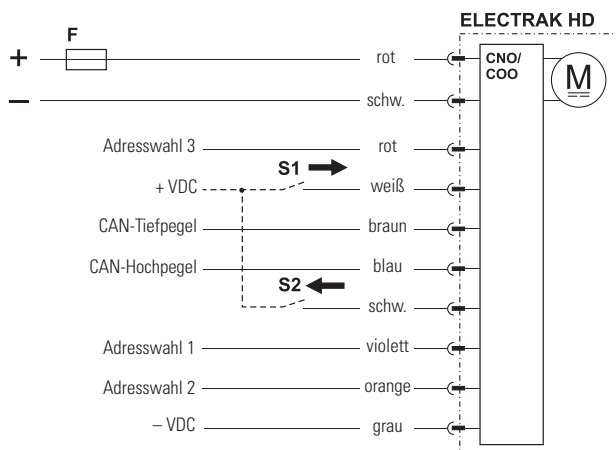 ELECTRAK HD
F
+ rot CNO/
COO
M
– schw.
Adresswahl 3 rot
S1
+ VDC weiß
CAN-Tiefpegel braun
CAN-Hochpegel blau
S2
schw.
Adresswahl 1 violett
Adresswahl 2 orange
– VDC grau